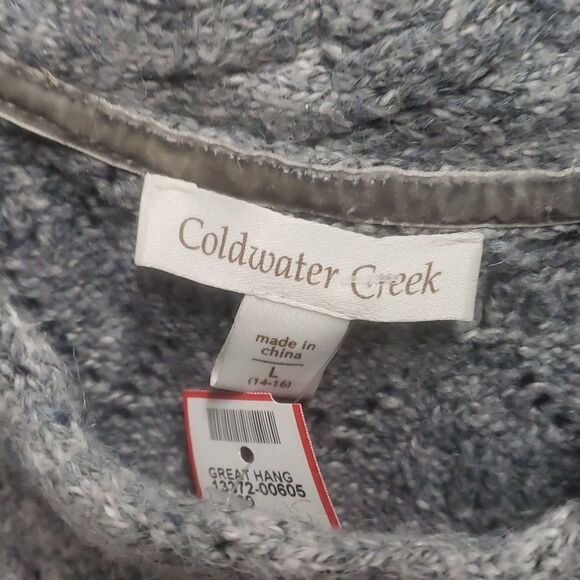 Coldwater Creek
made in
china
L
(14-16)
GREAT HANG
13372-00605